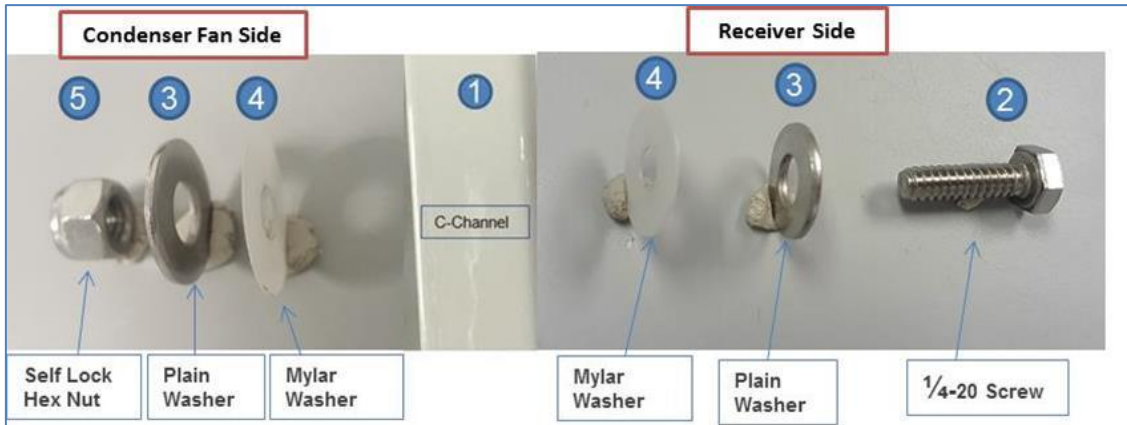 Condenser Fan Side
Receiver Side
5
3
4
1
4
3
2
C-Channel
Self Lock
Hex Nut
Plain
Washer
Mylar
Washer
Mylar
Washer
Plain
Washer
¼-20 Screw